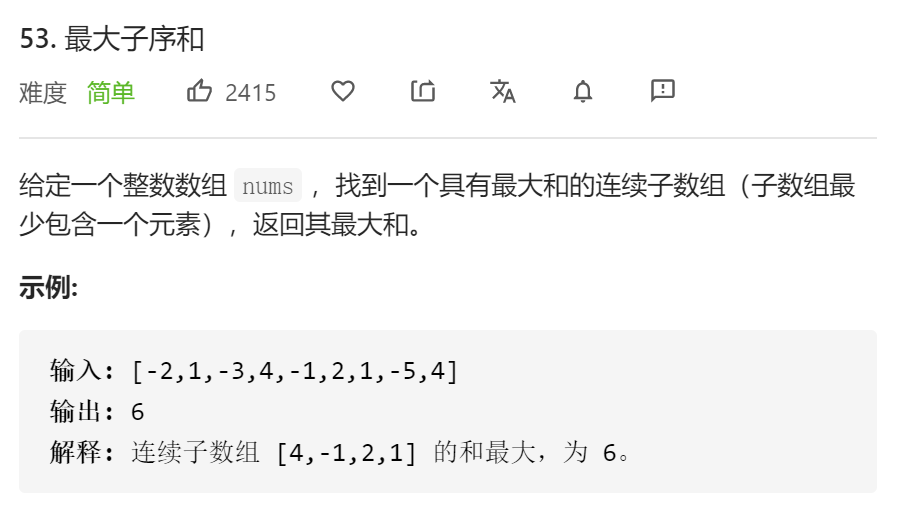 53. 最大子序和
难度 简单 2415
给定一个整数数组 nums ，找到一个具有最大和的连续子数组（子数组最
少包含一个元素），返回其最大和。
示例:
输入: [-2,1,-3,4,-1,2,1,-5,4]
输出: 6
解释: 连续子数组 [4,-1,2,1] 的和最大，为 6。